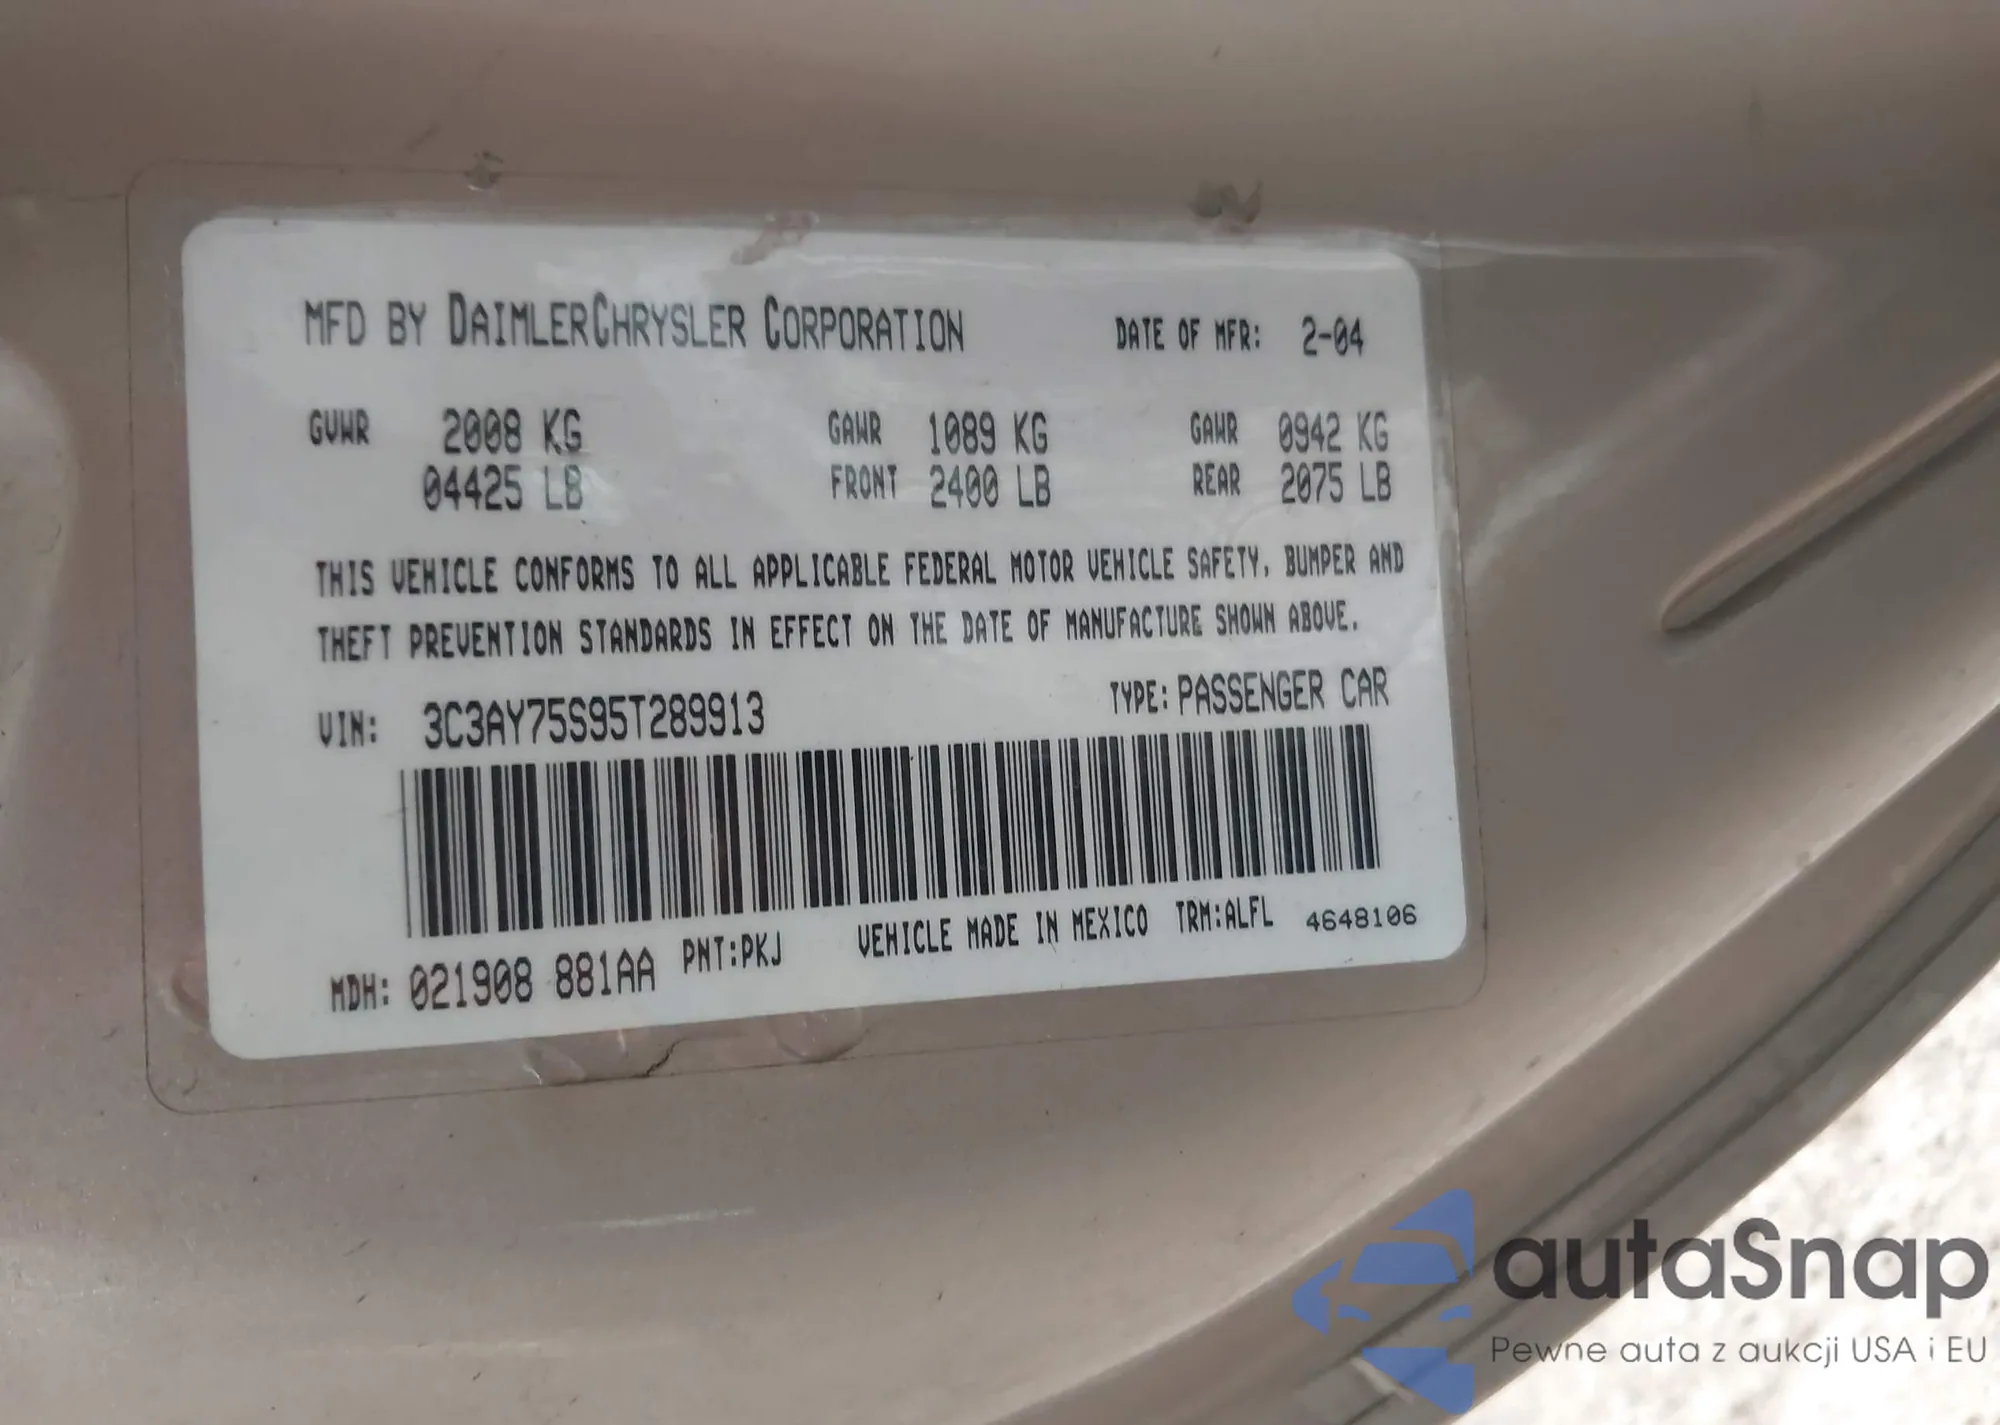 MFD BY DAIMLERCHRYSLER CORPORATION DATE OF MFR: 2-04
GVWR 2008 KG GAWR 1089 KG GAWR 0942 KG
04425 LB FRONT 2400 LB REAR 2075 LB
THIS VEHICLE CONFORMS TO ALL APPLICABLE FEDERAL MOTOR VEHICLE SAFETY, BUMPER AND
THEFT PREVENTION STANDARDS IN EFFECT ON THE DATE OF MANUFACTURE SHOWN ABOVE.
VIN: 3C3AY75S95T289913 TYPE: PASSENGER CAR
MDH: 021908 881AA PNT:PKJ VEHICLE MADE IN MEXICO TRM:ALFL 4648106
autaSnap
Pewne auta z aukcji USA i EU